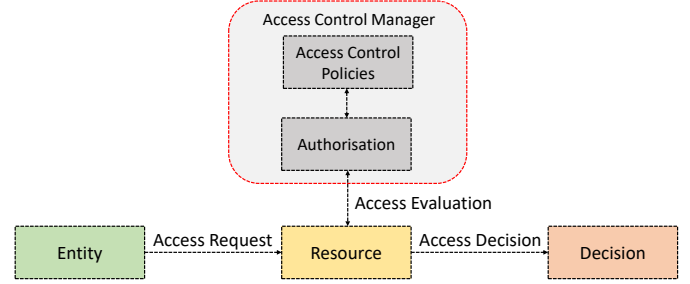 Access Control Manager
Access Control
Policies
Authorisation
Access Evaluation
Entity
Access Request
Resource
Access Decision
Decision